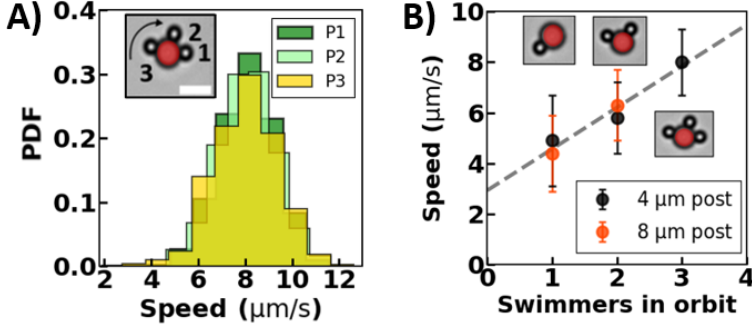 A)
0.4
0.3
0.2
0.1
0.0
PDF
2
1
3
P1
P2
P3
2 4 6 8 10 12
Speed (μm/s)
B)
10
8
6
4
2
0
Speed (μm/s)
4 μm post
8 μm post
0 1 2 3 4
Swimmers in orbit